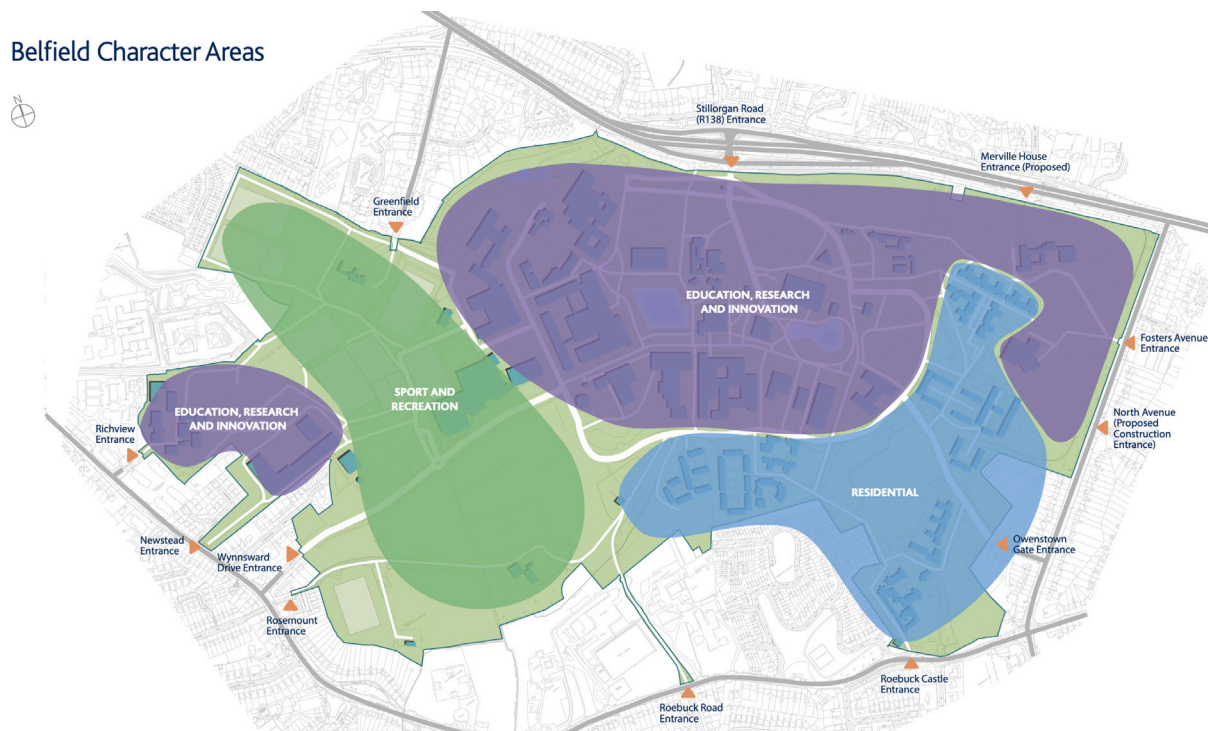 Belfield Character Areas
N
Stillorgan Road
(R138) Entrance
Merville House
Entrance (Proposed)
Greenfield
Entrance
EDUCATION, RESEARCH
AND INNOVATION
Fosters Avenue
Entrance
SPORT AND
RECREATION
EDUCATION, RESEARCH
AND INNOVATION
Richview
Entrance
North Avenue
(Proposed
Construction
Entrance)
RESIDENTIAL
Newstead
Entrance
Wynnsward
Drive Entrance
Owenstown
Gate Entrance
Rosemount
Entrance
Roebuck Castle
Entrance
Roebuck Road
Entrance